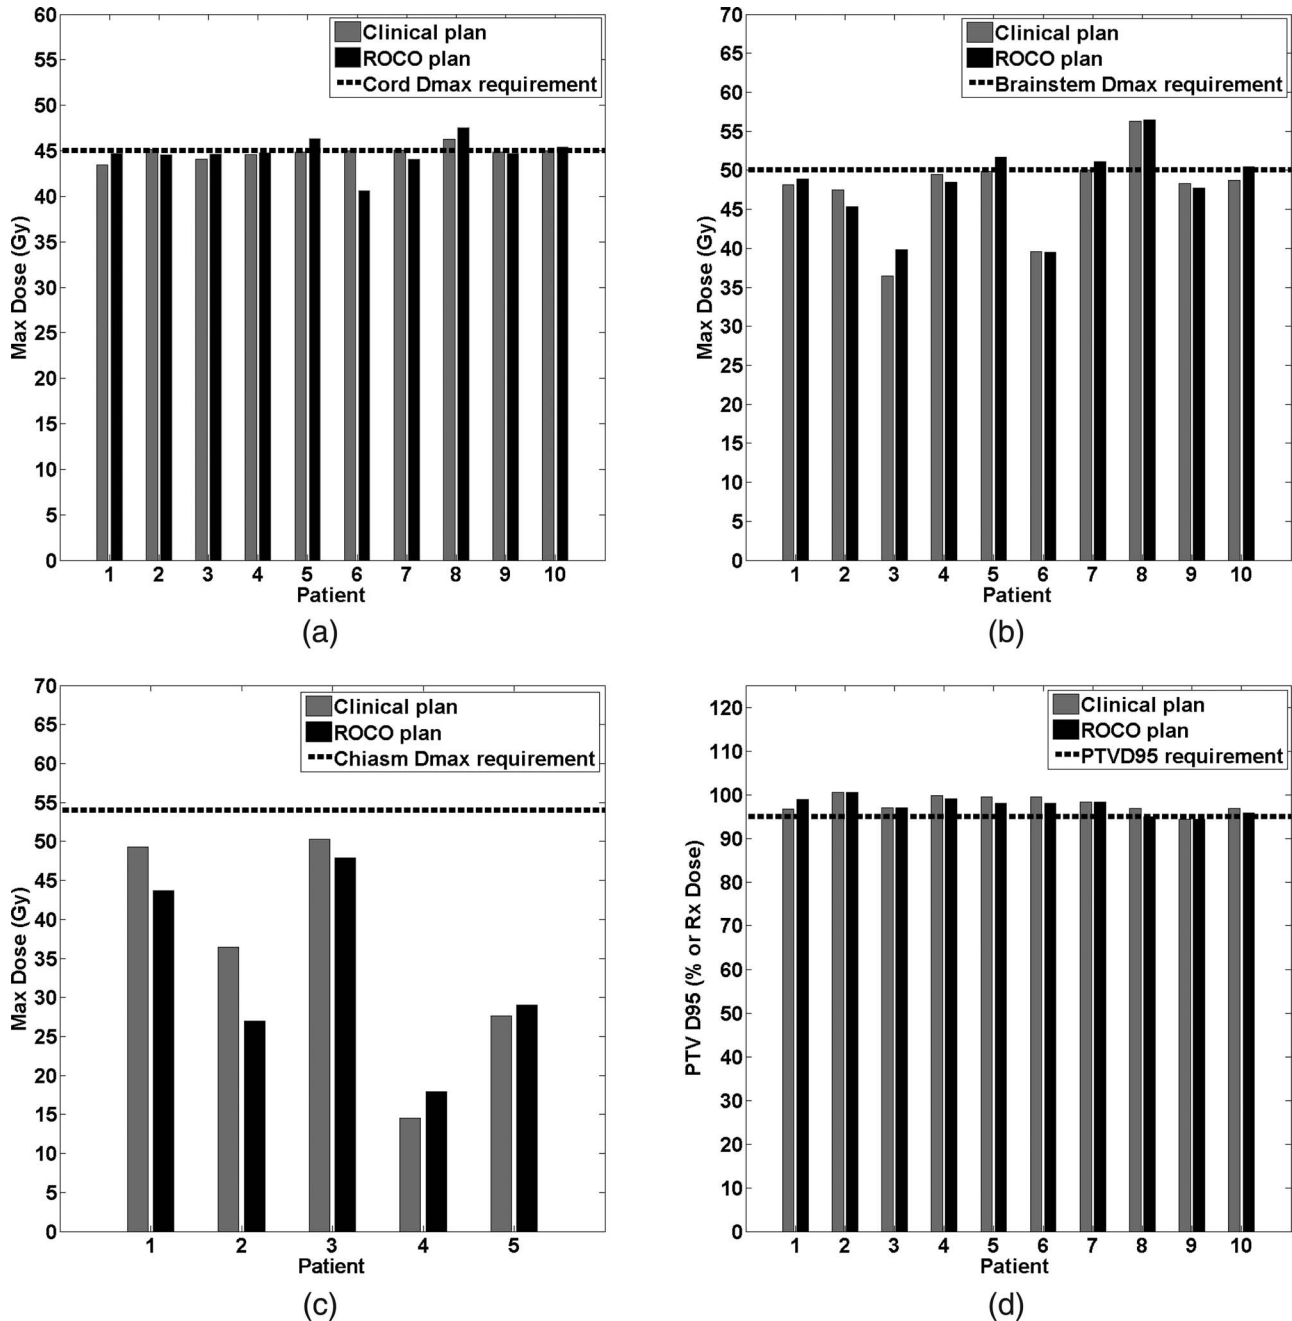 60
55
50
45
40
35
30
25
20
15
10
5
0
Max Dose (Gy)
Clinical plan
ROCO plan
Cord Dmax requirement
1 2 3 4 5 6 7 8 9 10
Patient
(a)
70
65
60
55
50
45
40
35
30
25
20
15
10
5
0
Max Dose (Gy)
Clinical plan
ROCO plan
Brainstem Dmax requirement
1 2 3 4 5 6 7 8 9 10
Patient
(b)
70
65
60
55
50
45
40
35
30
25
20
15
10
5
0
Max Dose (Gy)
Clinical plan
ROCO plan
Chiasm Dmax requirement
1 2 3 4 5
Patient
(c)
120
110
100
90
80
70
60
50
40
30
20
10
0
PTV D95 (% or Rx Dose)
Clinical plan
ROCO plan
PTVD95 requirement
1 2 3 4 5 6 7 8 9 10
Patient
(d)